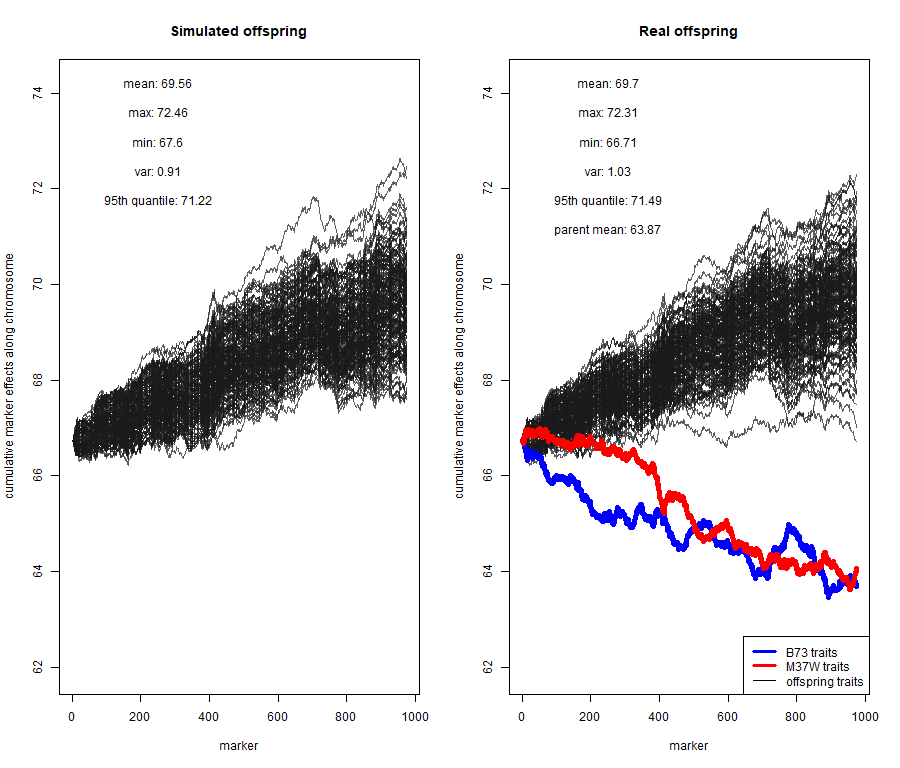 Simulated offspring
mean: 69.56
max: 72.46
min: 67.6
var: 0.91
95th quantile: 71.22
cumulative marker effects along chromosome
74
72
70
68
66
64
62
0 200 400 600 800 1000
marker
Real offspring
mean: 69.7
max: 72.31
min: 66.71
var: 1.03
95th quantile: 71.49
parent mean: 63.87
cumulative marker effects along chromosome
74
72
70
68
66
64
62
B73 traits
M37W traits
offspring traits
0 200 400 600 800 1000
marker